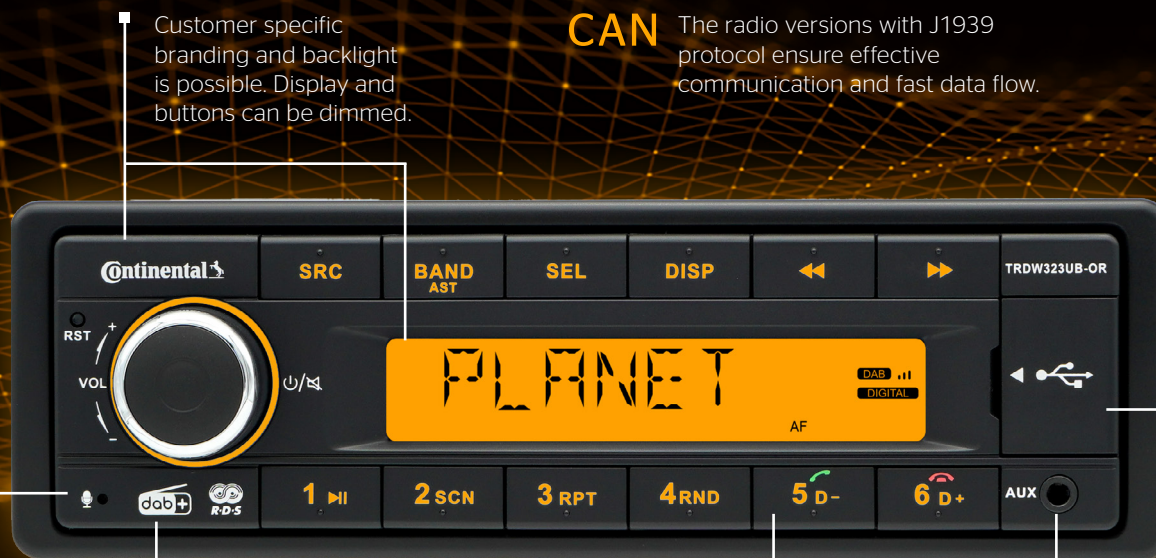 Customer specific
branding and backlight
is possible. Display and
buttons can be dimmed.
CAN
The radio versions with J1939
protocol ensure effective
communication and fast data flow.
Continental
SRC
BAND
AST
SEL
DISP
TRDW323UB-OR
RST
+
VOL
-
PLANET
DAB
DIGITAL
AF
dab+
R·D·S
1
2 SCN
3 RPT
4 RND
5 D-
6 D+
AUX